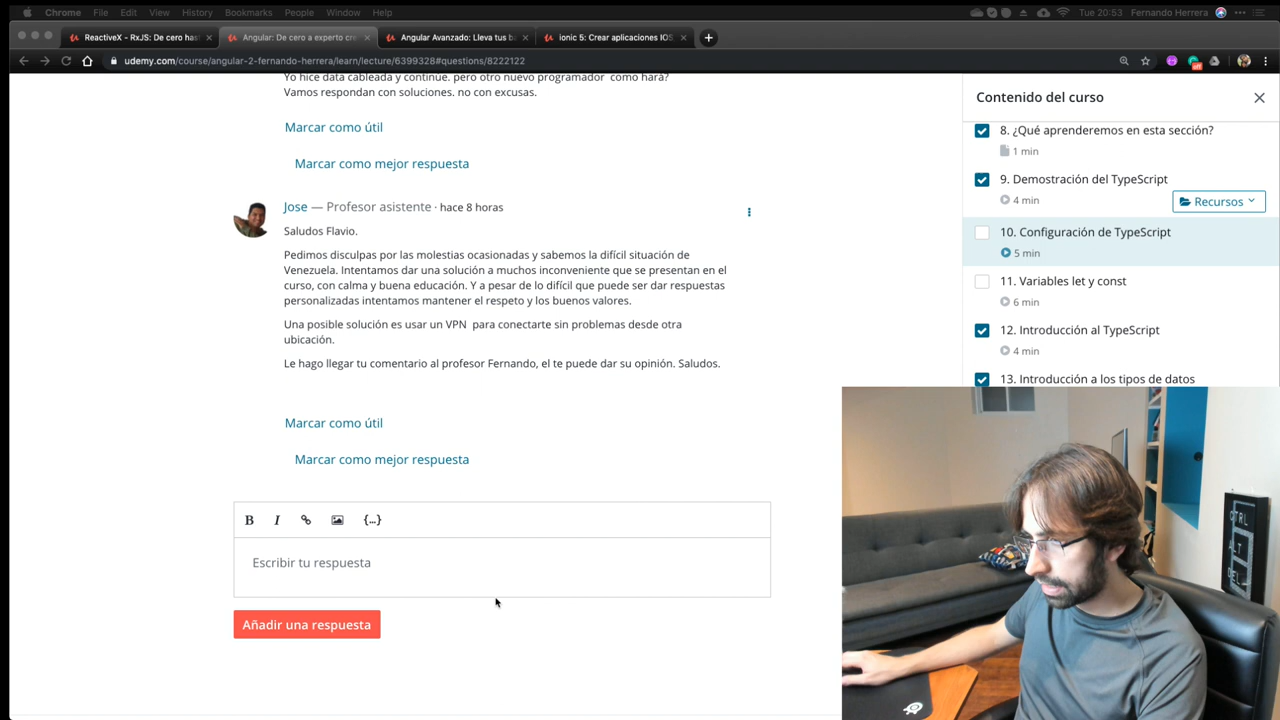 Chrome File Edit View History Bookmarks People Window Help
Tue 20:53 Fernando Herrera
ReactiveX - RxJS: De cero has
Angular: De cero a experto cre
Angular Avanzado: Lleva tus b
ionic 5: Crear aplicaciones IOS
udemy.com/course/angular-2-fernando-herrera/learn/lecture/6399328#questions/8222122
Yo hice data cableada y continúe. pero otro nuevo programador como hará?
Vamos respondan con soluciones. no con excusas.
Marcar como útil
Marcar como mejor respuesta
Jose — Profesor asistente · hace 8 horas
Saludos Flavio.
Pedimos disculpas por las molestias ocasionadas y sabemos la difícil situación de
Venezuela. Intentamos dar una solución a muchos inconveniente que se presentan en el
curso, con calma y buena educación. Y a pesar de lo difícil que puede ser dar respuestas
personalizadas intentamos mantener el respeto y los buenos valores.
Una posible solución es usar un VPN para conectarte sin problemas desde otra
ubicación.
Le hago llegar tu comentario al profesor Fernando, el te puede dar su opinión. Saludos.
Marcar como útil
Marcar como mejor respuesta
B I {...}
Escribir tu respuesta
Añadir una respuesta
Contenido del curso
8. ¿Qué aprenderemos en esta sección?
1 min
9. Demostración del TypeScript
4 min
Recursos
10. Configuración de TypeScript
5 min
11. Variables let y const
6 min
12. Introducción al TypeScript
4 min
13. Introducción a los tipos de datos
CTRL
ALT
DEL